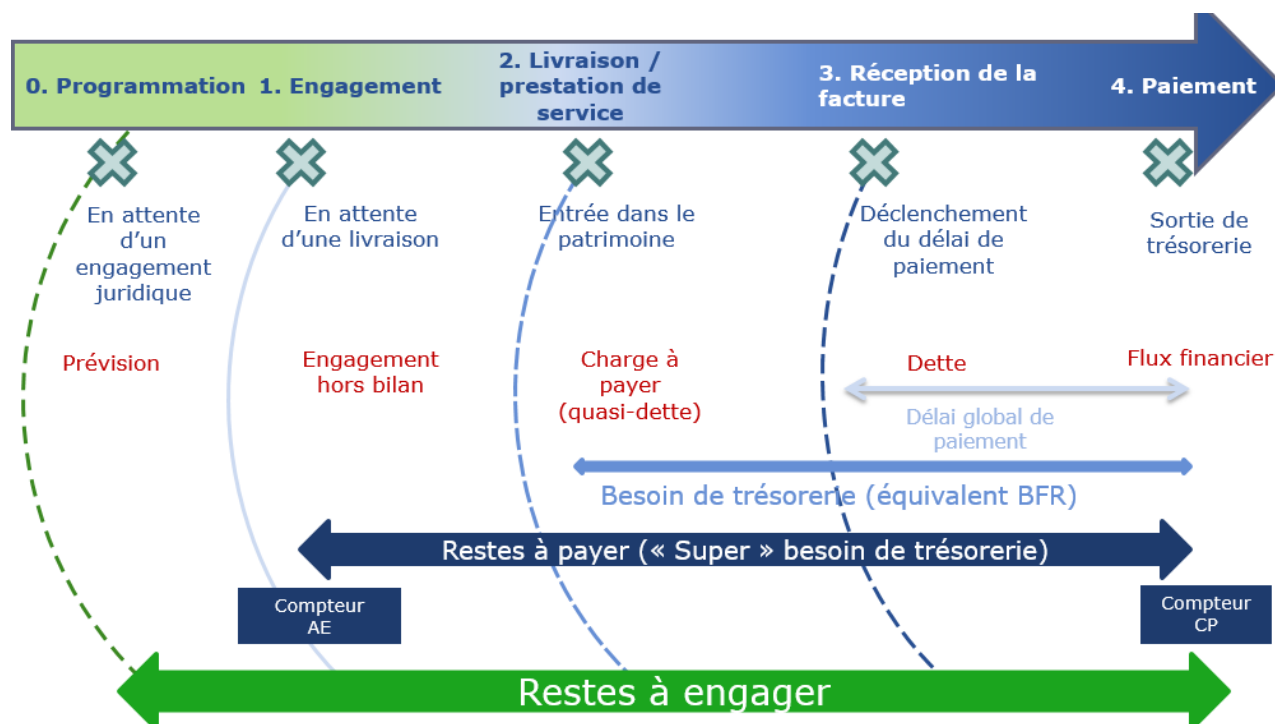 0. Programmation
1. Engagement
2. Livraison /
prestation de
service
3. Réception de la
facture
4. Paiement
En attente
d’un
engagement
juridique
En attente
d’une livraison
Entrée dans le
patrimoine
Déclenchement
du délai de
paiement
Sortie de
trésorerie
Prévision
Engagement
hors bilan
Charge à
payer
(quasi-dette)
Dette
Flux financier
Délai global de
paiement
Besoin de trésorerie (équivalent BFR)
Restes à payer (« Super » besoin de trésorerie)
Compteur
AE
Compteur
CP
Restes à engager